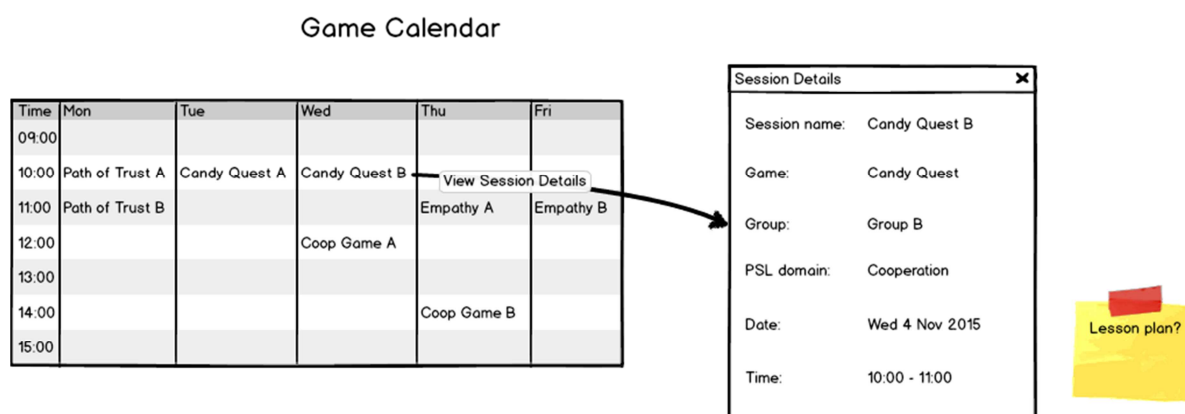 Game Calendar
Time Mon Tue Wed Thu Fri
09:00
10:00 Path of Trust A Candy Quest A Candy Quest B
View Session Details
11:00 Path of Trust B Empathy A Empathy B
12:00 Coop Game A
13:00
14:00 Coop Game B
15:00
Session Details
Session name: Candy Quest B
Game: Candy Quest
Group: Group B
PSL domain: Cooperation
Date: Wed 4 Nov 2015
Time: 10:00 - 11:00
Lesson plan?